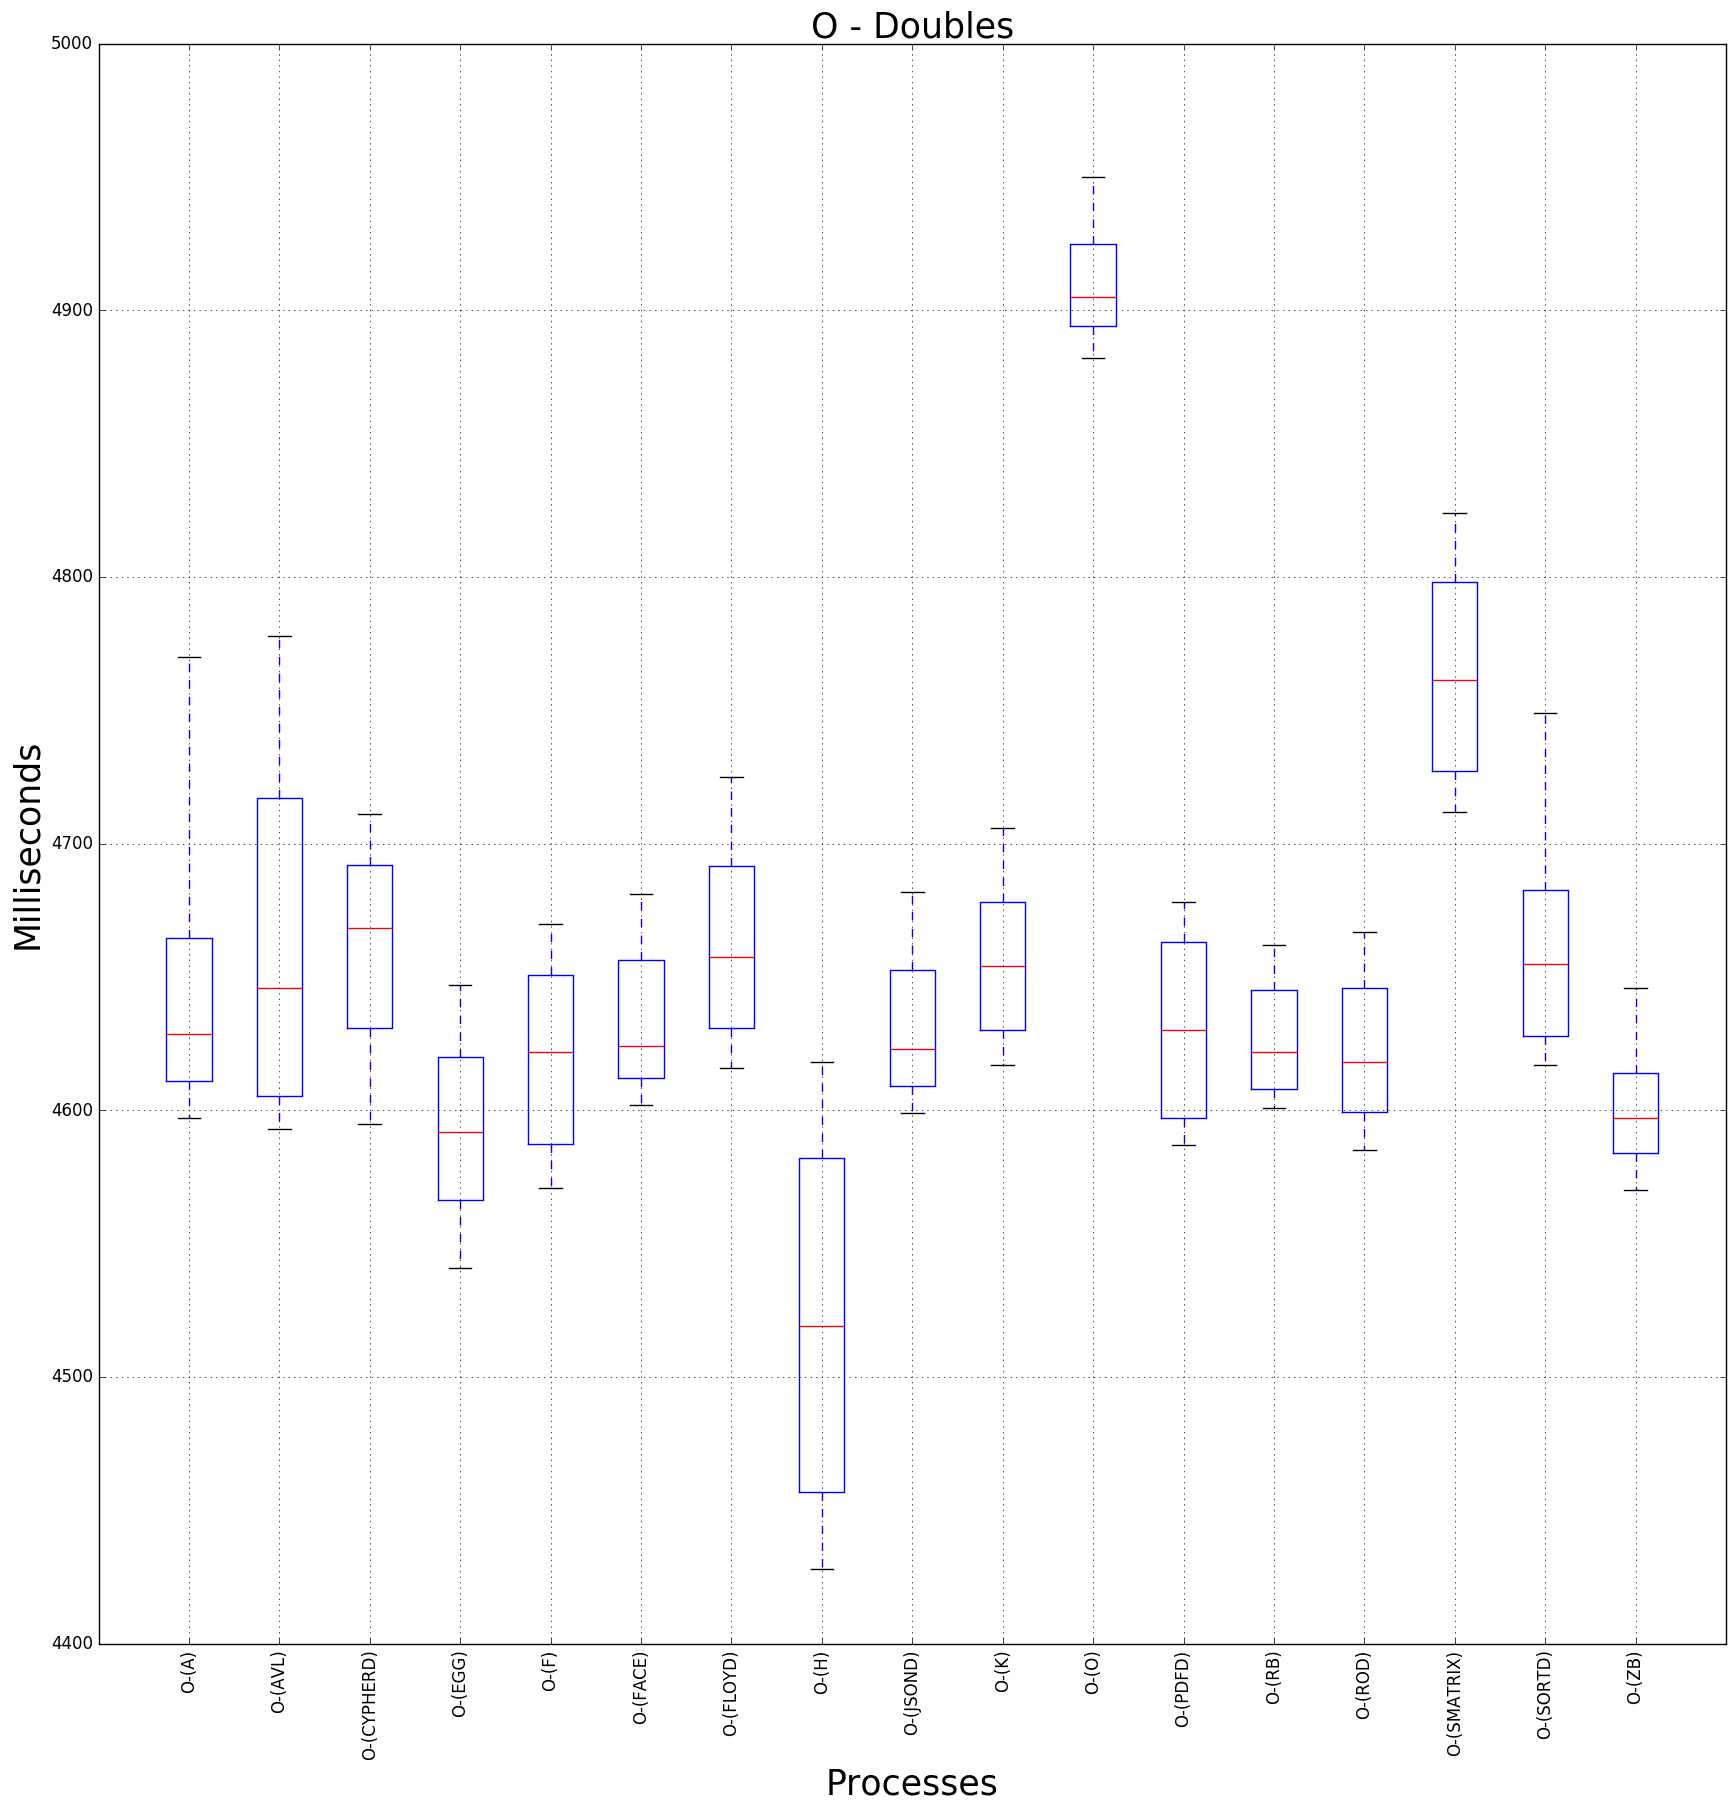 O - Doubles
5000
4900
4800
4700
4600
4500
4400
Milliseconds
O-(A)
O-(AVL)
O-(CYPHERD)
O-(EGG)
O-(F)
O-(FACE)
O-(FLOYD)
O-(H)
O-(JSOND)
O-(K)
O-(O)
O-(PDFD)
O-(RB)
O-(ROD)
O-(SMATRIX)
O-(SORTD)
O-(ZB)
Processes